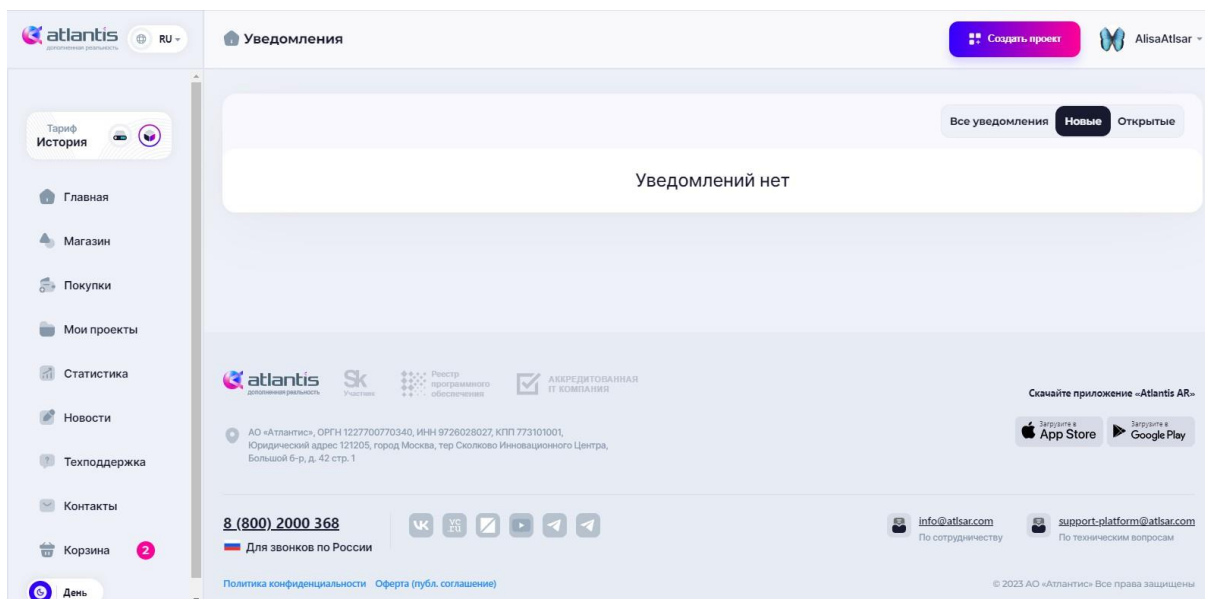 atlantis
дополненная реальность
RU
Уведомления
Создать проект
AlisaAtlsar
Тариф
История
Главная
Магазин
Покупки
Мои проекты
Статистика
Новости
Техподдержка
Контакты
Корзина 2
День
Все уведомления Новые Открытые
Уведомлений нет
atlantis
дополненная реальность
Sk
Участник
Реестр
программного
обеспечения
АККРЕДИТОВАННАЯ
IT КОМПАНИЯ
АО «Атлантис», ОРГН 1227700770340, ИНН 9726028027, КПП 773101001,
Юридический адрес 121205, город Москва, тер Сколково Инновационного Центра,
Большой б-р, д. 42 стр. 1
Скачайте приложение «Atlantis AR»
Загрузите в
App Store
Загрузите в
Google Play
8 (800) 2000 368
Для звонков по России
VK
VC
RU
info@atlsar.com
По сотрудничеству
support-platform@atlsar.com
По техническим вопросам
Политика конфиденциальности Оферта (публ. соглашение)
© 2023 АО «Атлантис» Все права защищены